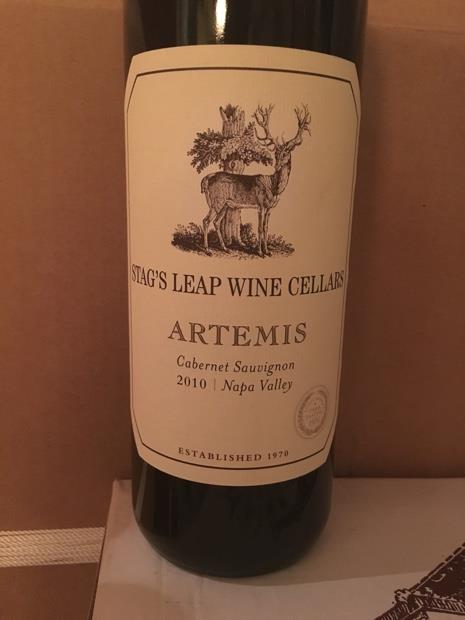 STAG'S LEAP WINE CELLARS
ARTEMIS
Cabernet Sauvignon
2010 | Napa Valley
ESTABLISHED 1970